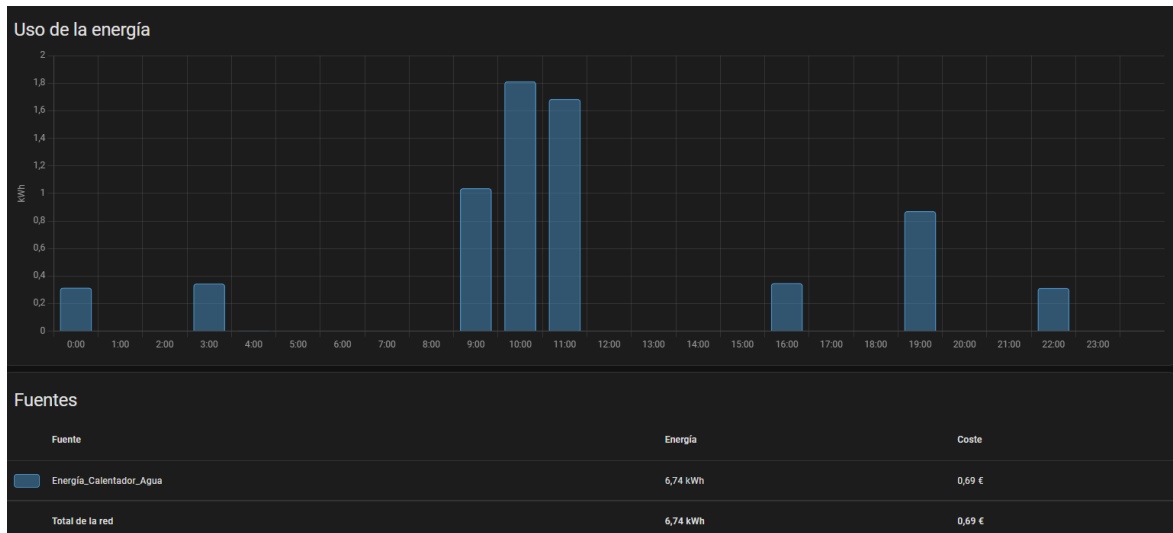 Uso de la energía
2
1,8
1,6
1,4
1,2
1
0,8
0,6
0,4
0,2
0
kWh
0:00 1:00 2:00 3:00 4:00 5:00 6:00 7:00 8:00 9:00 10:00 11:00 12:00 13:00 14:00 15:00 16:00 17:00 18:00 19:00 20:00 21:00 22:00 23:00
Fuentes
Fuente Energía Coste
Energía_Calentador_Agua 6,74 kWh 0,69 €
Total de la red 6,74 kWh 0,69 €